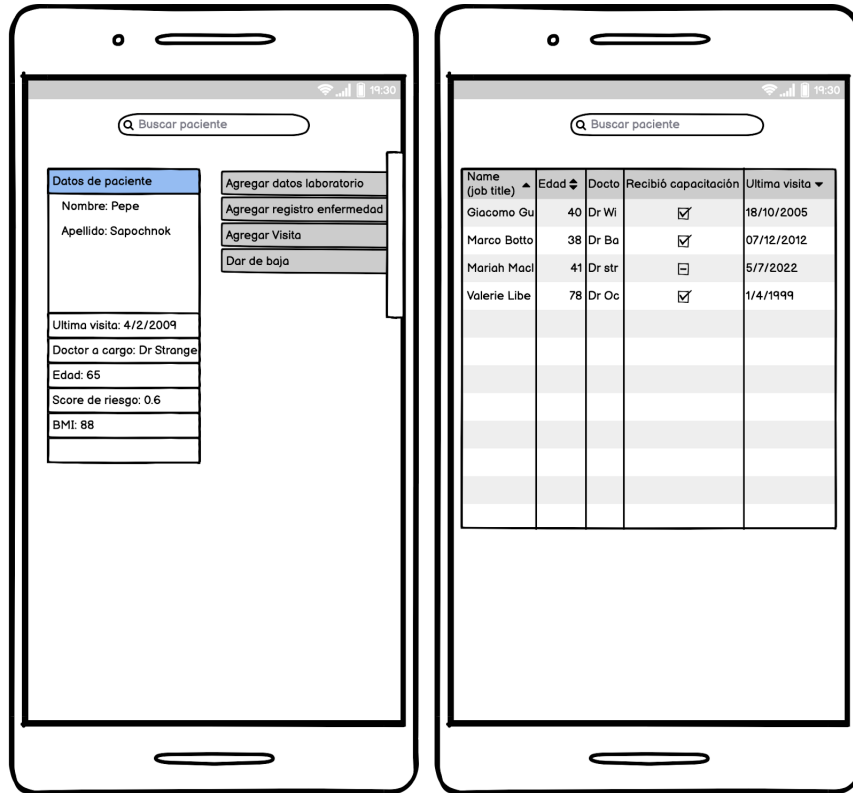 19:30
Buscar paciente
Datos de paciente
Nombre: Pepe
Apellido: Sapochnok
Ultima visita: 4/2/2009
Doctor a cargo: Dr Strange
Edad: 65
Score de riesgo: 0.6
BMI: 88
Agregar datos laboratorio
Agregar registro enfermedad
Agregar Visita
Dar de baja
19:30
Buscar paciente
Name (job title) Edad Docto Recibió capacitación Ultima visita
Giacomo Gu 40 Dr Wi 18/10/2005
Marco Botto 38 Dr Ba 07/12/2012
Mariah Macl 41 Dr str 5/7/2022
Valerie Libe 78 Dr Oc 1/4/1999